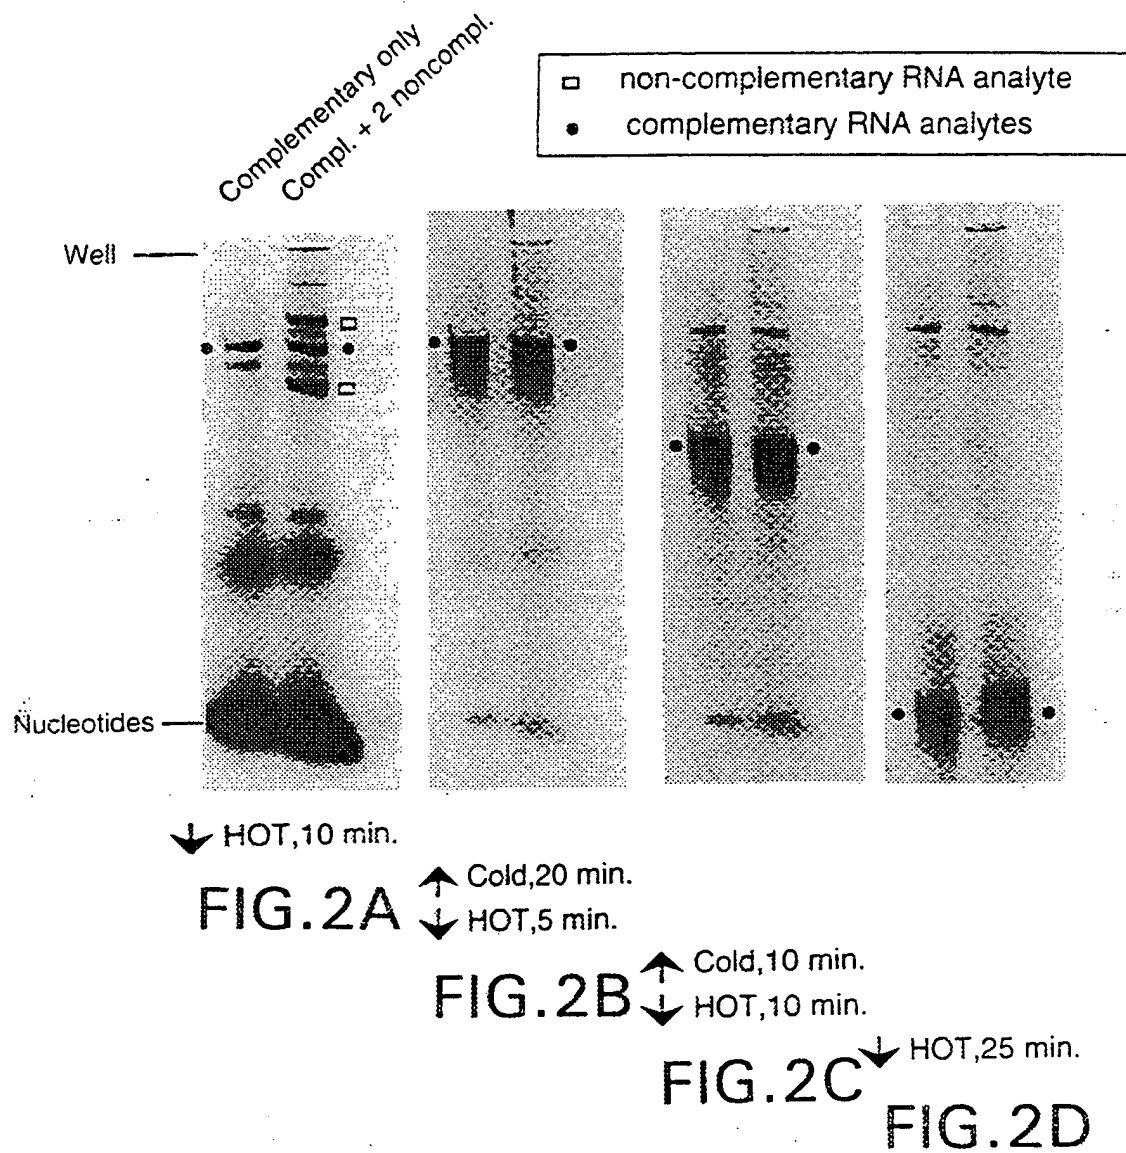 Complementary only
Compl. + 2 noncompl.
non-complementary RNA analyte
complementary RNA analytes
Well
Nucleotides
HOT,10 min.
FIG.2A
Cold,20 min.
HOT,5 min.
FIG.2B
Cold,10 min.
HOT,10 min.
FIG.2C
HOT,25 min.
FIG.2D